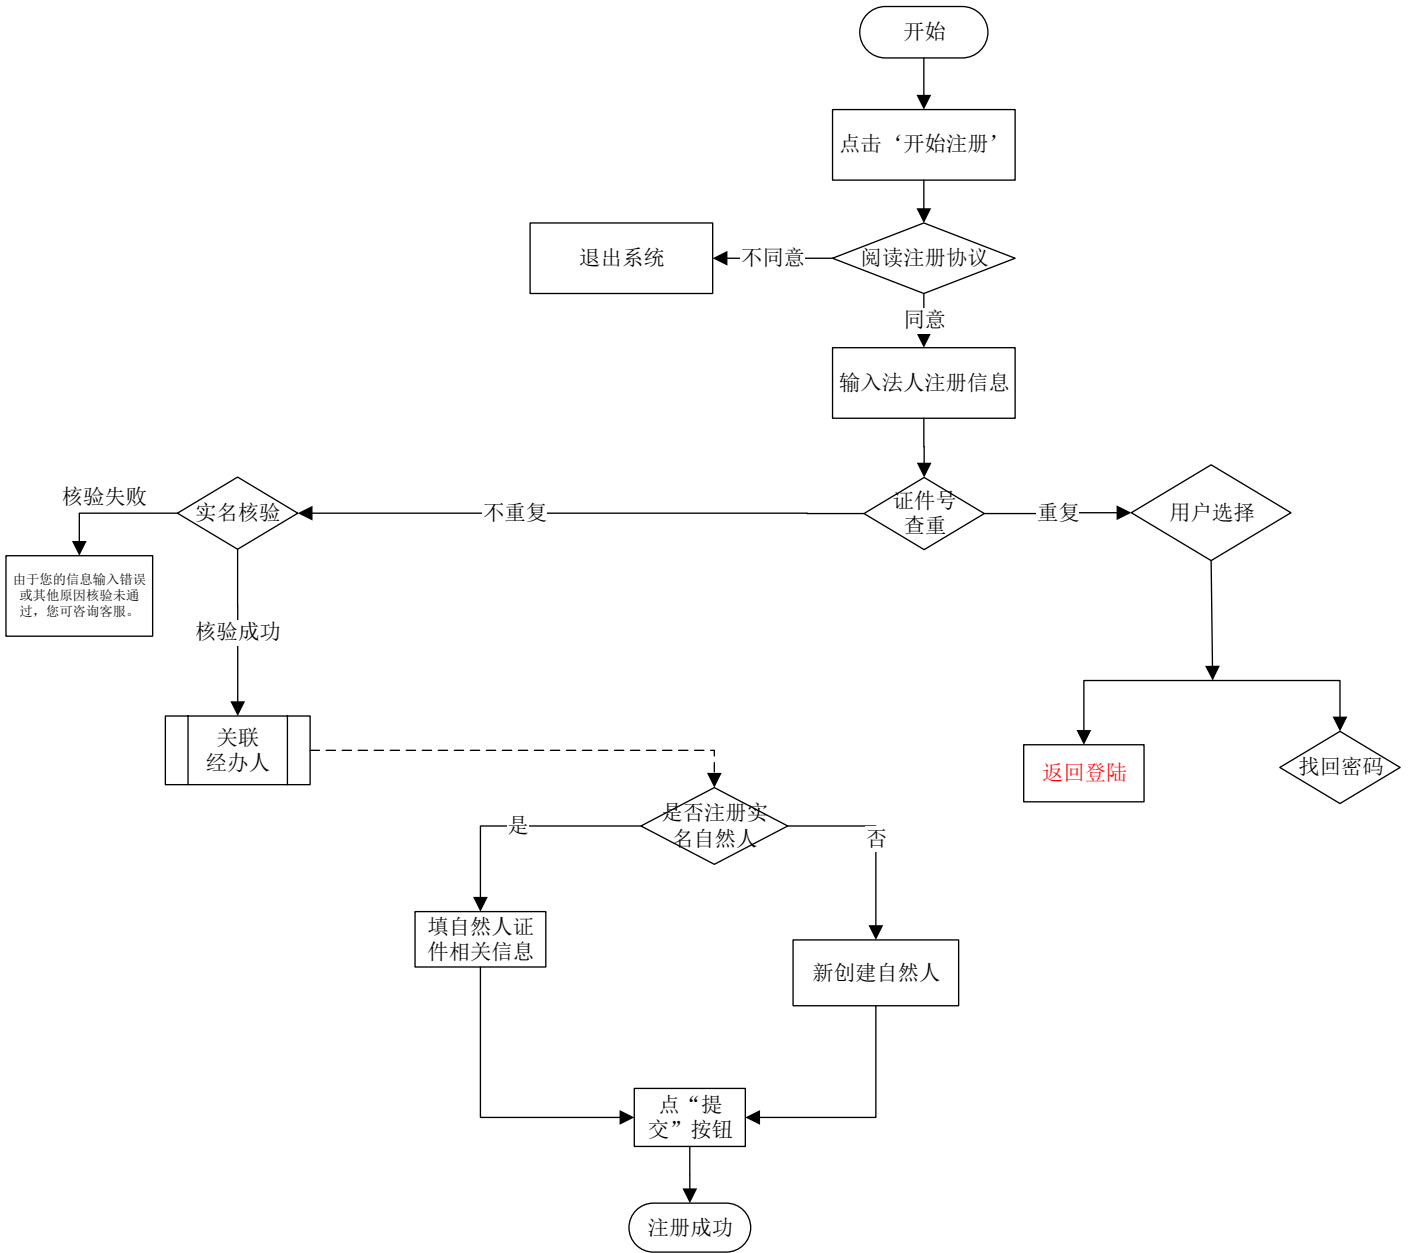 开始
点击‘开始注册’
退出系统
不同意
阅读注册协议
同意
输入法人注册信息
核验失败
实名核验
不重复
证件号
查重
重复
用户选择
由于您的信息输入错误
或其他原因核验未通
过，您可咨询客服。
核验成功
关联
经办人
返回登陆
找回密码
是否注册实
名自然人
是
否
填自然人证
件相关信息
新创建自然人
点“提
交”按钮
注册成功